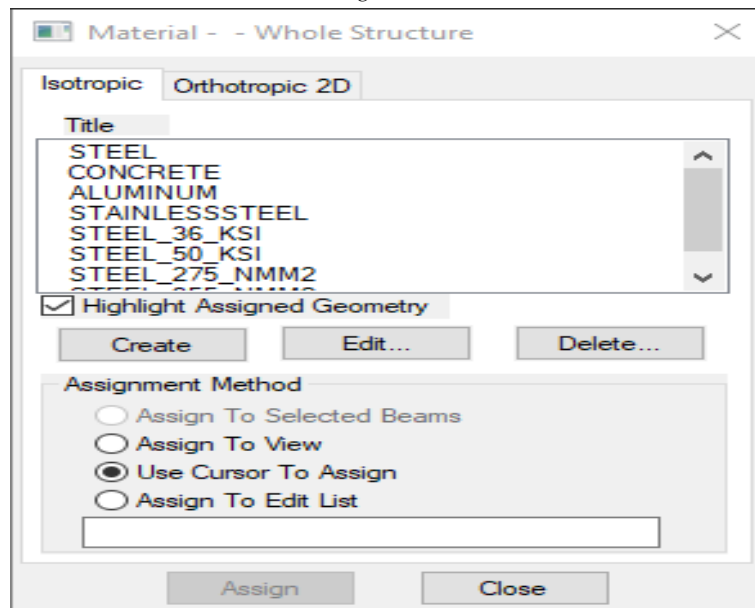 Material - - Whole Structure
Isotropic Orthotropic 2D
Title
STEEL
CONCRETE
ALUMINUM
STAINLESSSTEEL
STEEL_36_KSI
STEEL_50_KSI
STEEL_275_NMM2
Highlight Assigned Geometry
Create Edit... Delete...
Assignment Method
Assign To Selected Beams
Assign To View
Use Cursor To Assign
Assign To Edit List
Assign Close